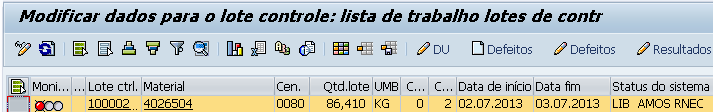 Modificar dados para o lote controle: lista de trabalho lotes de contr
DU Defeitos Defeitos Resultados
Moni... Lote ctrl. Material Cen. Qtd.lote UMB C... C... Data de início Data fim Status do sistema
100002... 4026504 0080 86,410 KG 0 2 02.07.2013 03.07.2013 LIB AMOS RNEC